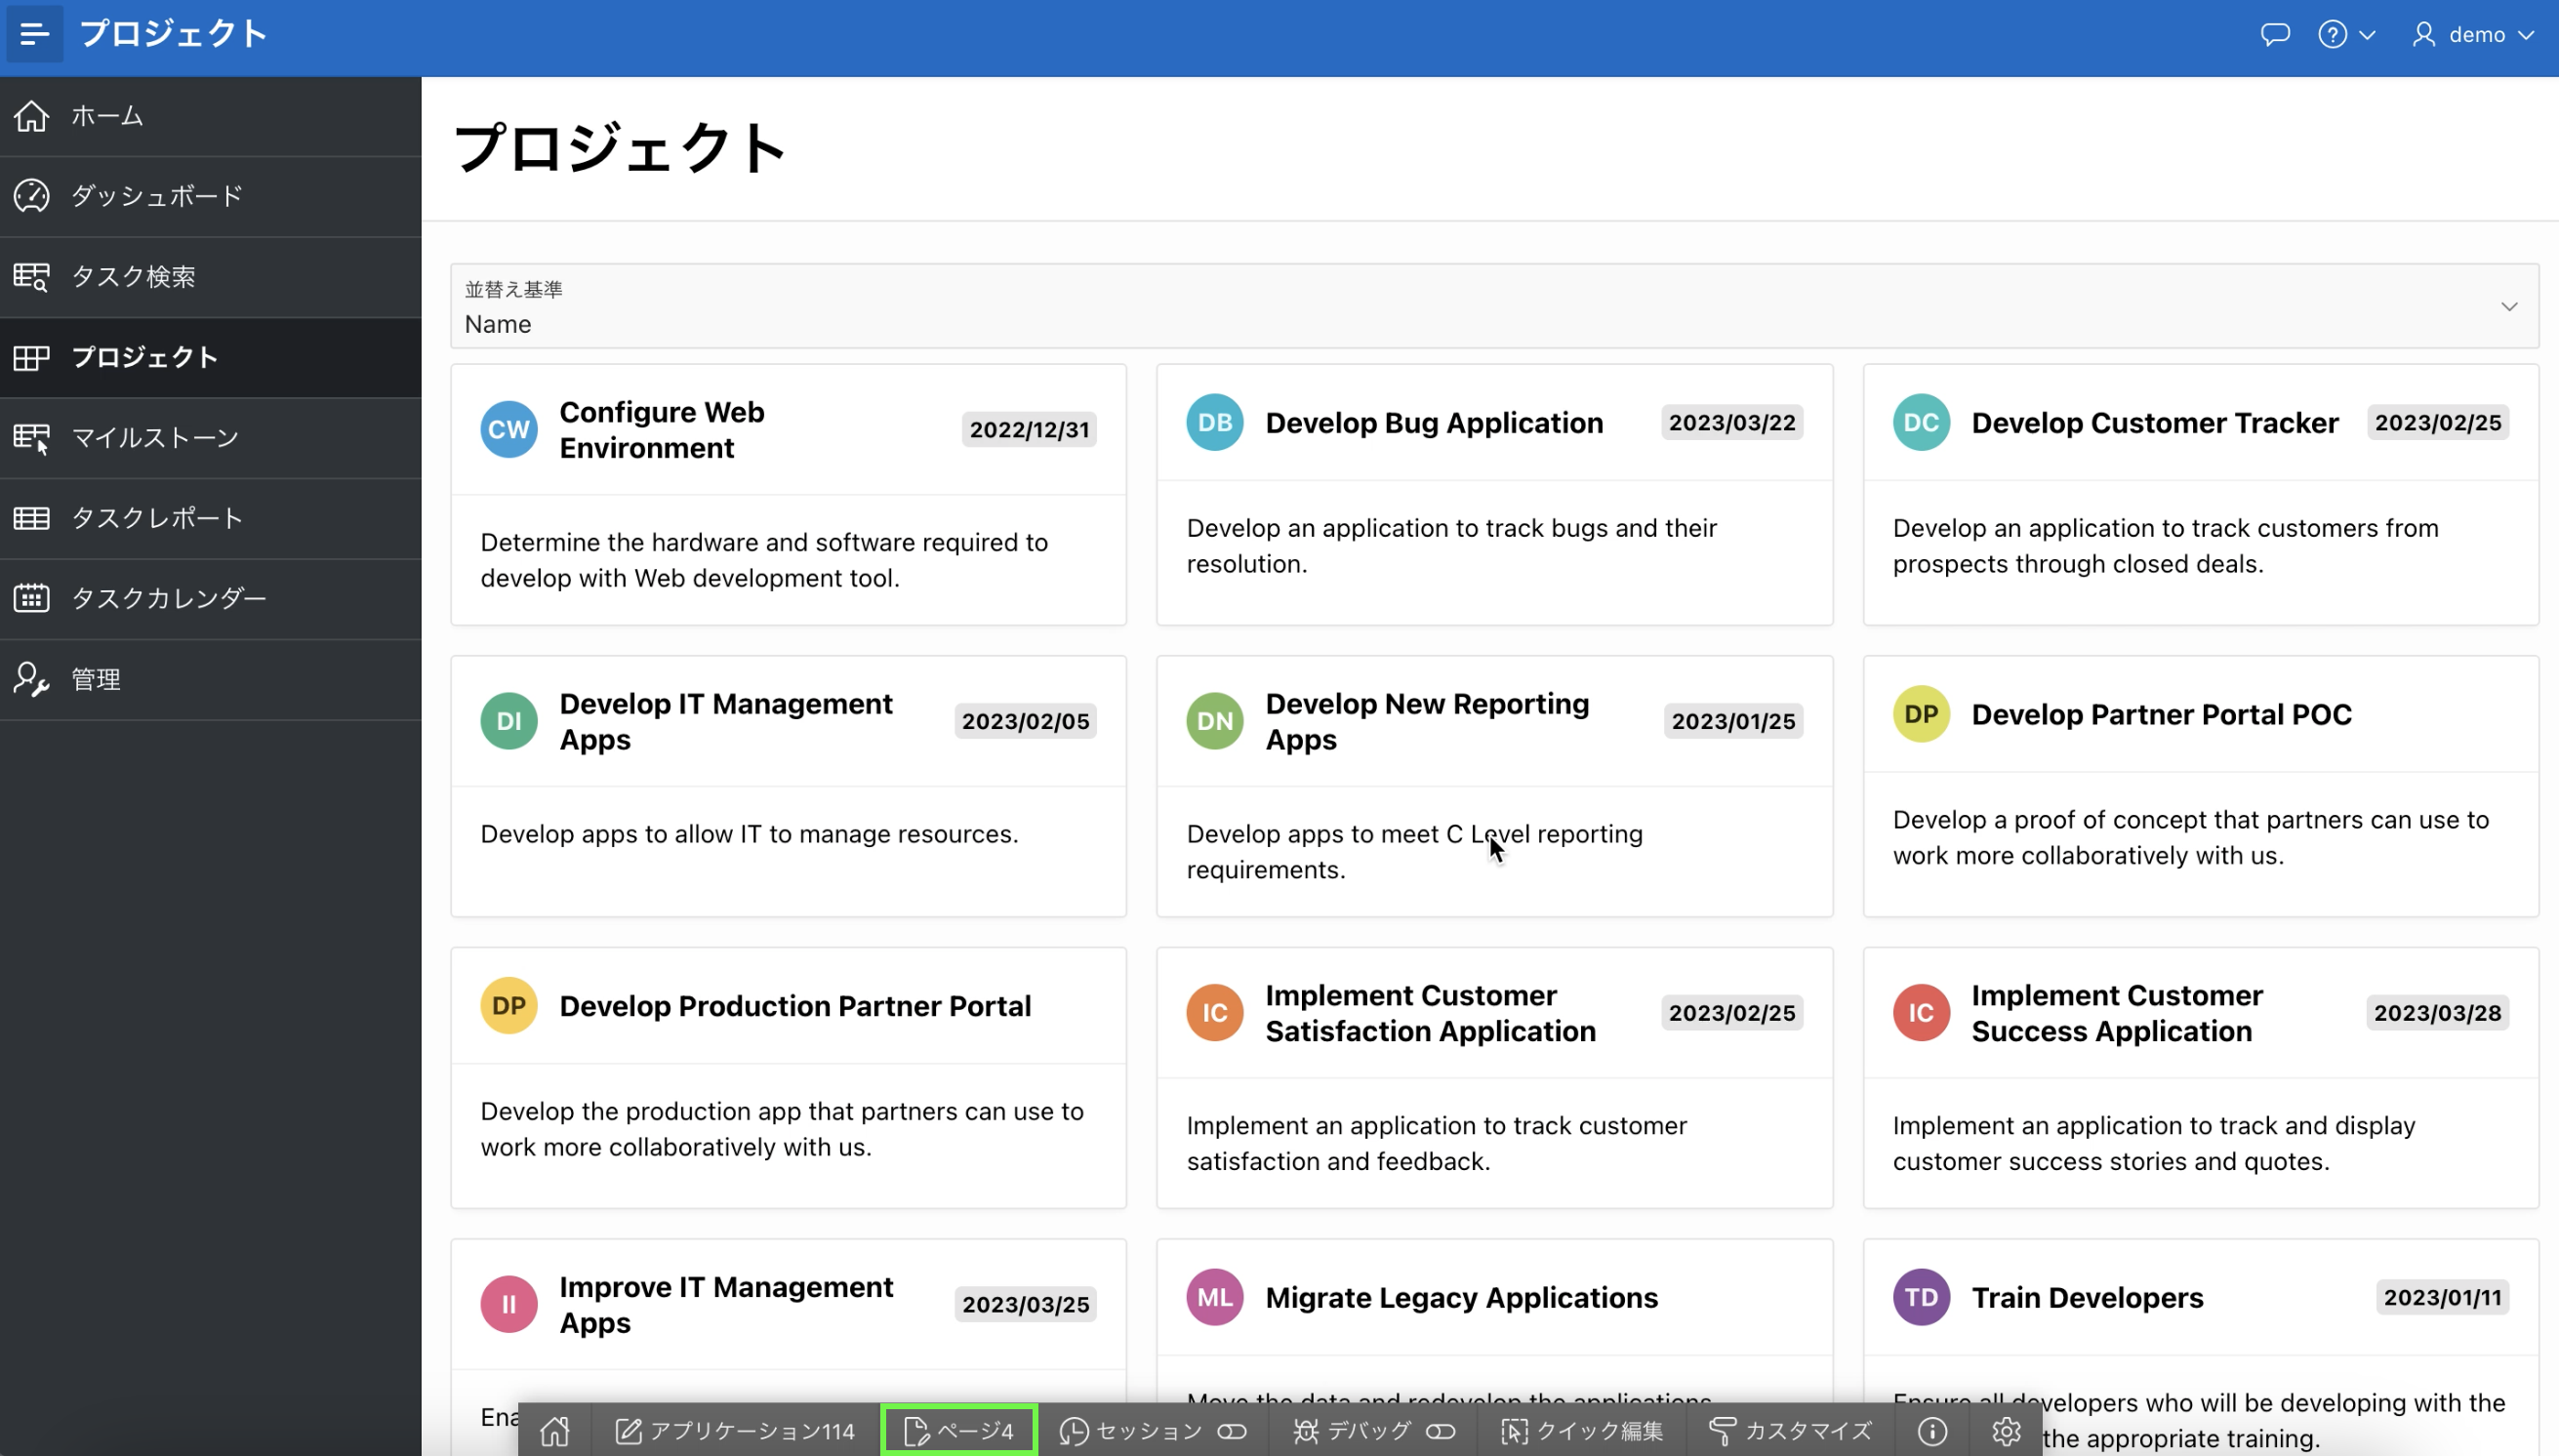 プロジェクト
demo
ホーム
ダッシュボード
タスク検索
プロジェクト
マイルストーン
タスクレポート
タスクカレンダー
管理
プロジェクト
並替え基準
Name
CW
Configure Web
Environment
2022/12/31
Determine the hardware and software required to
develop with Web development tool.
DB
Develop Bug Application
2023/03/22
Develop an application to track bugs and their
resolution.
DC
Develop Customer Tracker
2023/02/25
Develop an application to track customers from
prospects through closed deals.
DI
Develop IT Management
Apps
2023/02/05
Develop apps to allow IT to manage resources.
DN
Develop New Reporting
Apps
2023/01/25
Develop apps to meet C Level reporting
requirements.
DP
Develop Partner Portal POC
Develop a proof of concept that partners can use to
work more collaboratively with us.
DP
Develop Production Partner Portal
Develop the production app that partners can use to
work more collaboratively with us.
IC
Implement Customer
Satisfaction Application
2023/02/25
Implement an application to track customer
satisfaction and feedback.
IC
Implement Customer
Success Application
2023/03/28
Implement an application to track and display
customer success stories and quotes.
II
Improve IT Management
Apps
2023/03/25
Ena
ML
Migrate Legacy Applications
Move the data and redevelop the applications
TD
Train Developers
2023/01/11
Ensure all developers who will be developing with the
the appropriate training.
アプリケーション114
ページ4
セッション
デバッグ
クイック編集
カスタマイズ